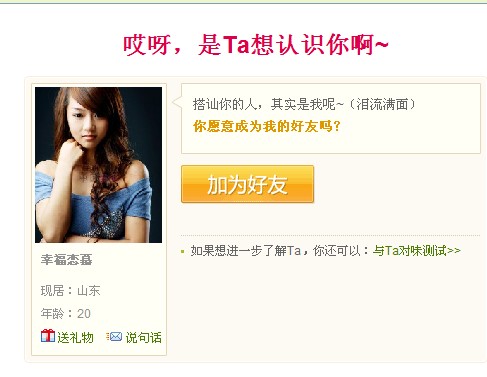 哎呀，是Ta想认识你啊~
搭讪你的人，其实是我呢~（泪流满面）
你愿意成为我的好友吗?
加为好友
幸福恋慕
现居：山东
年龄：20
送礼物 说句话
如果想进一步了解Ta，你还可以：与Ta对味测试>>